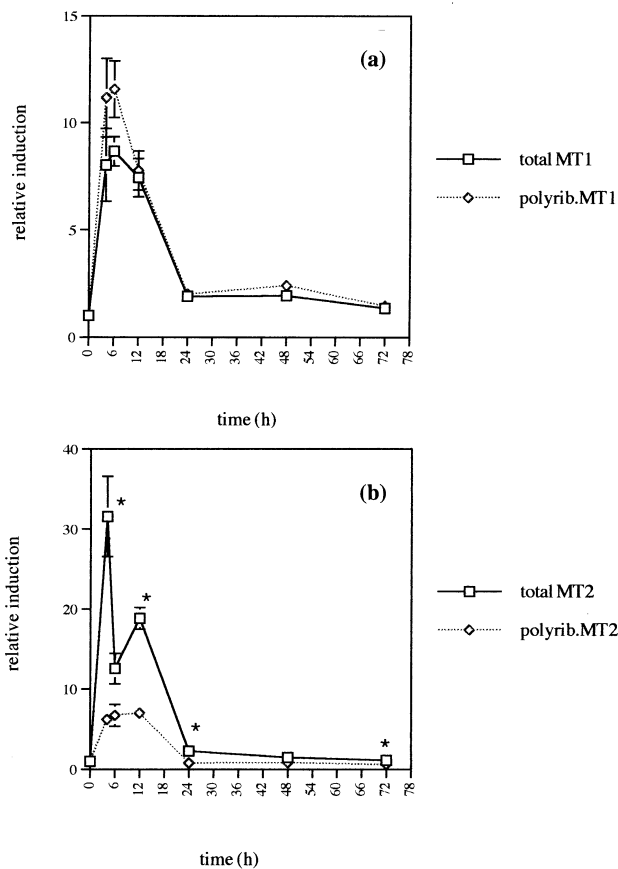 15
(a)
10
relative induction
total MT1
polyrib.MT1
5
0
0 6 12 18 24 30 36 42 48 54 60 66 72 78
time (h)
40
(b)
30
relative induction
total MT2
polyrib.MT2
20
*
*
10
*
*
0
0 6 12 18 24 30 36 42 48 54 60 66 72 78
time (h)